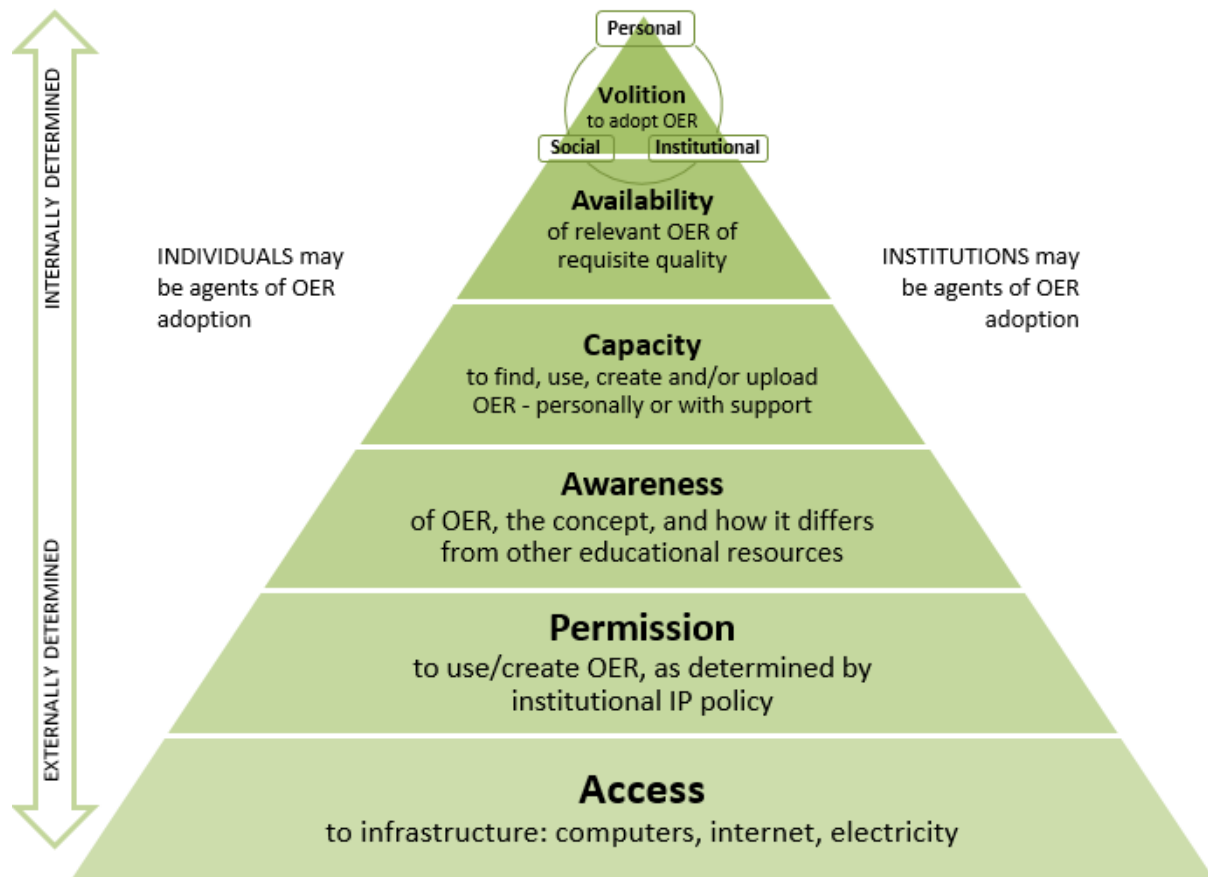 Personal
Volition
to adopt OER
Social
Institutional
Availability
of relevant OER of
requisite quality
INDIVIDUALS may
be agents of OER
adoption
INSTITUTIONS may
be agents of OER
adoption
Capacity
to find, use, create and/or upload
OER - personally or with support
Awareness
of OER, the concept, and how it differs
from other educational resources
Permission
to use/create OER, as determined by
institutional IP policy
Access
to infrastructure: computers, internet, electricity
INTERNALLY DETERMINED
EXTERNALLY DETERMINED